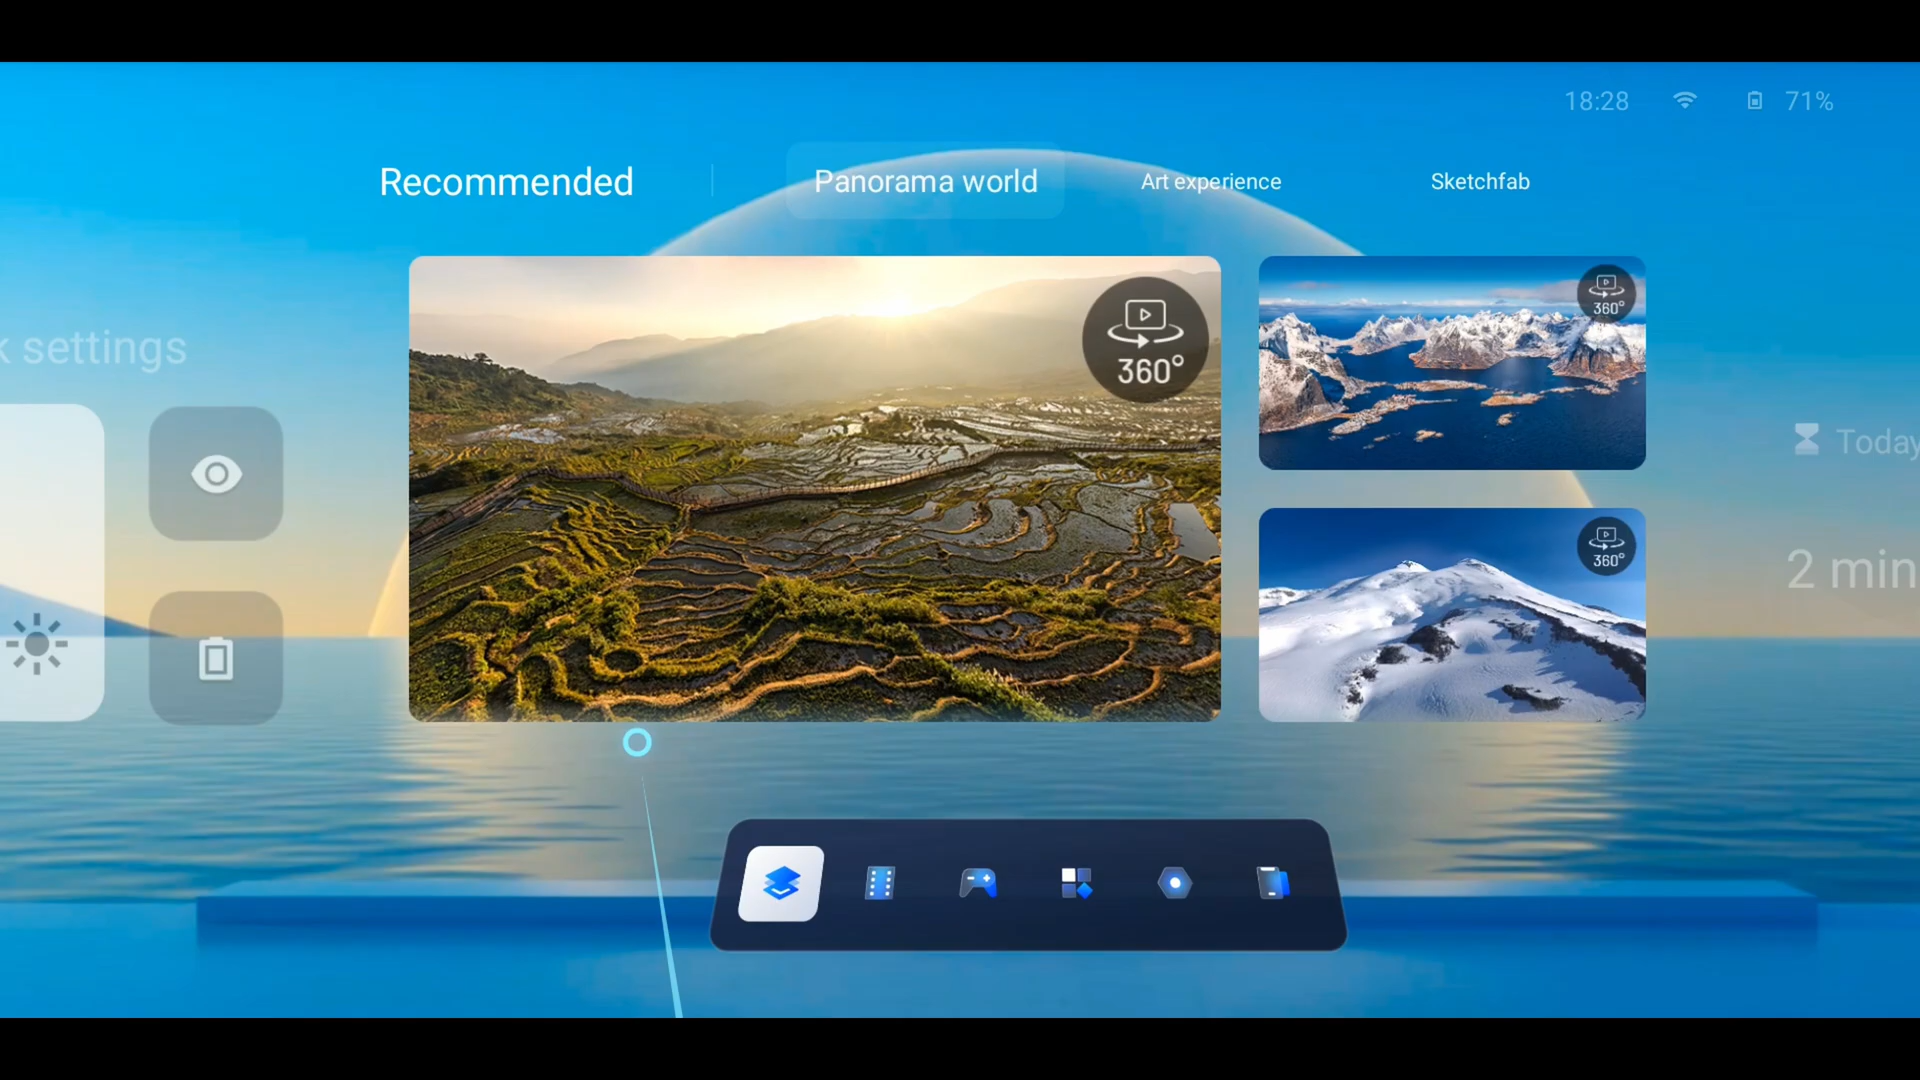 18:28 71%
Recommended Panorama world Art experience Sketchfab
k settings
360°
360°
360°
Today
2 min